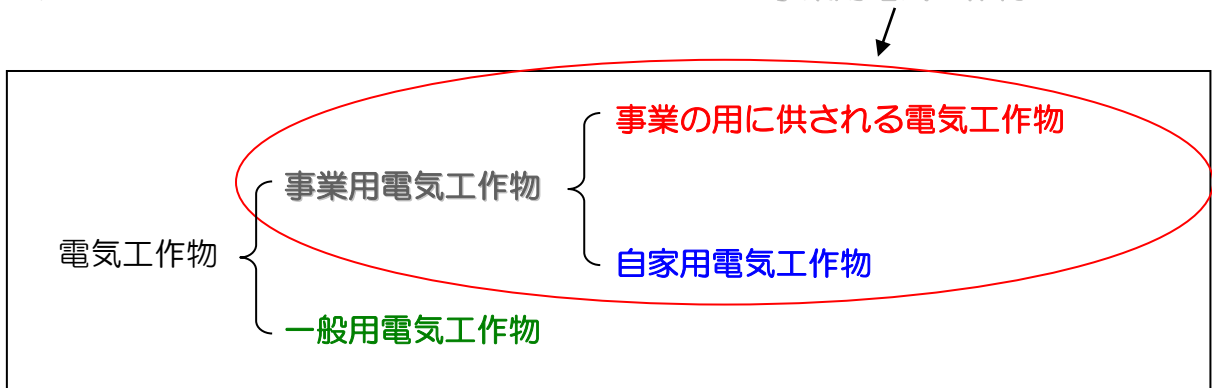 事業の用に供される電気工作物
事業用電気工作物
電気工作物
自家用電気工作物
一般用電気工作物